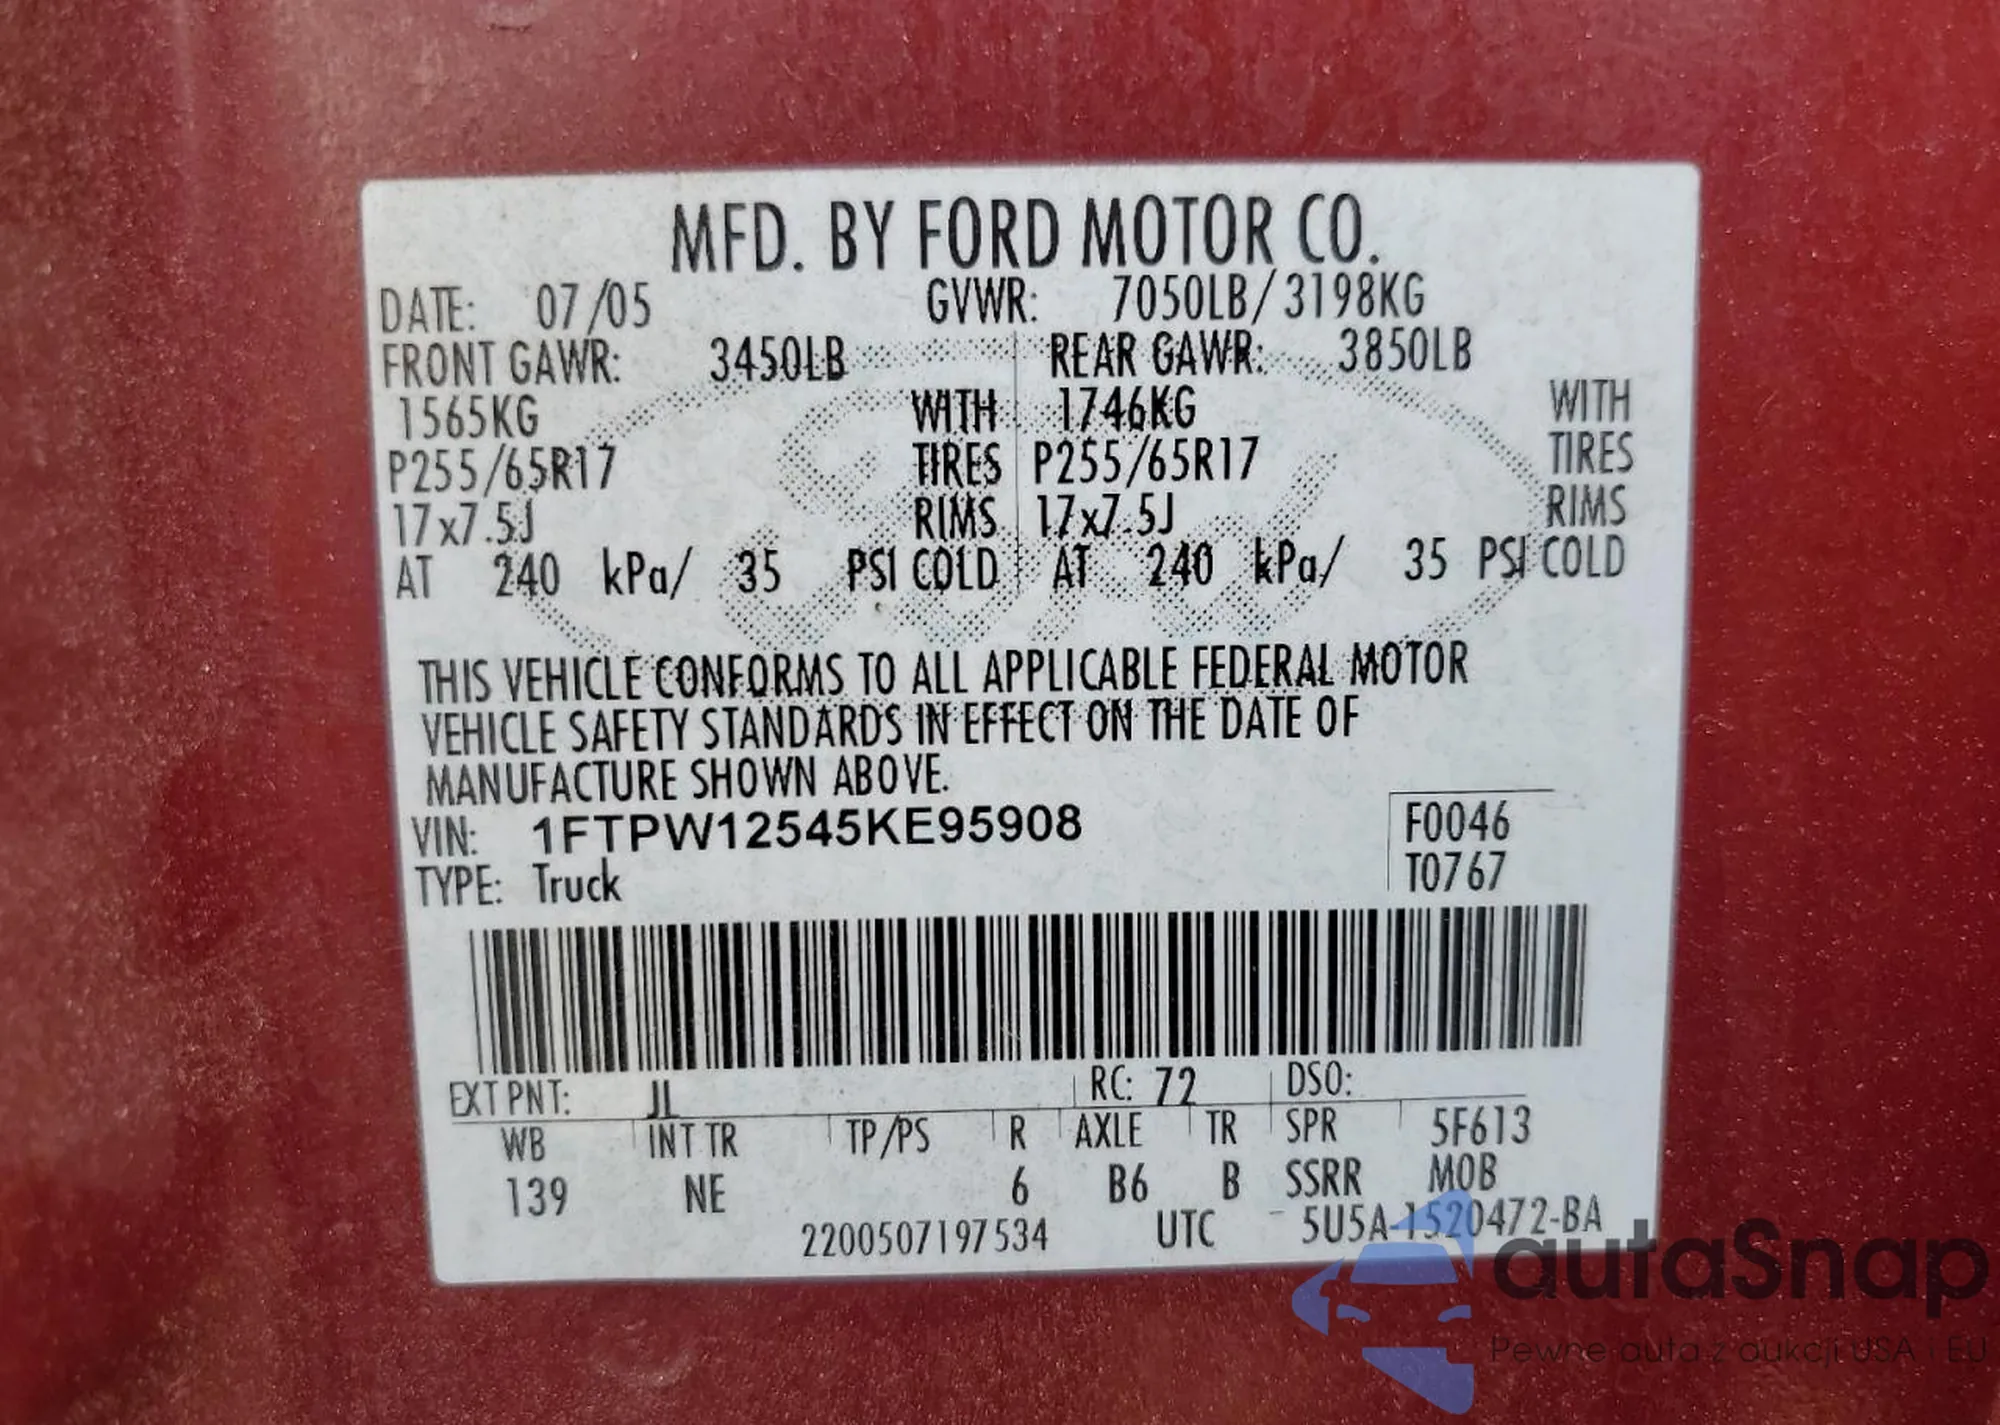 MFD. BY FORD MOTOR CO.
DATE: 07/05 GVWR: 7050LB/3198KG
FRONT GAWR: 3450LB REAR GAWR: 3850LB
1565KG WITH 1746KG WITH
P255/65R17 TIRES P255/65R17 TIRES
17x7.5J RIMS 17x7.5J RIMS
AT 240 kPa/ 35 PSI COLD AT 240 kPa/ 35 PSI COLD
THIS VEHICLE CONFORMS TO ALL APPLICABLE FEDERAL MOTOR
VEHICLE SAFETY STANDARDS IN EFFECT ON THE DATE OF
MANUFACTURE SHOWN ABOVE.
VIN: 1FTPW12545KE95908 F0046
TYPE: Truck T0767
EXT PNT: JL RC: 72 DSO:
WB INT TR TP/PS R AXLE TR SPR 5F613
139 NE 6 B6 B SSRR MOB
2200507197534 UTC 5U5A-1520472-BA
autaSnap
Pewne auta z aukcji USA i EU